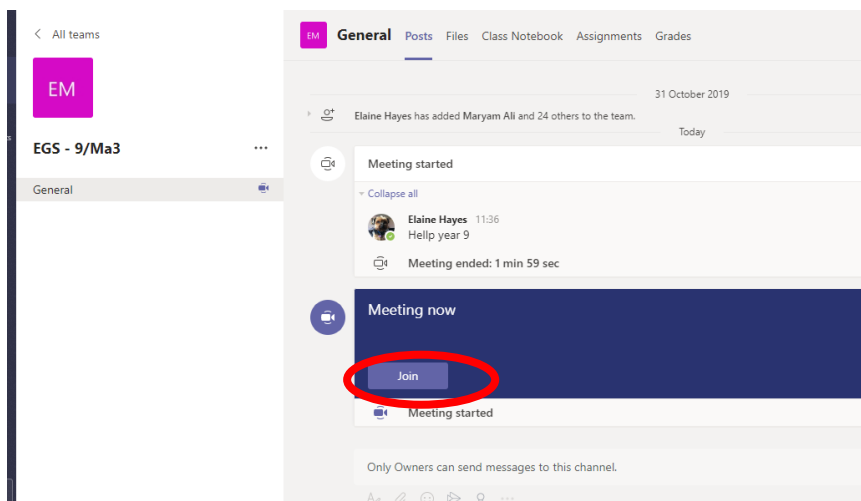 All teams
EM
EGS - 9/Ma3
...
General
EM General Posts Files Class Notebook Assignments Grades
31 October 2019
Elaine Hayes has added Maryam Ali and 24 others to the team.
Today
Meeting started
Collapse all
Elaine Hayes 11:36
Hellp year 9
Meeting ended: 1 min 59 sec
Meeting now
Join
Meeting started
Only Owners can send messages to this channel.